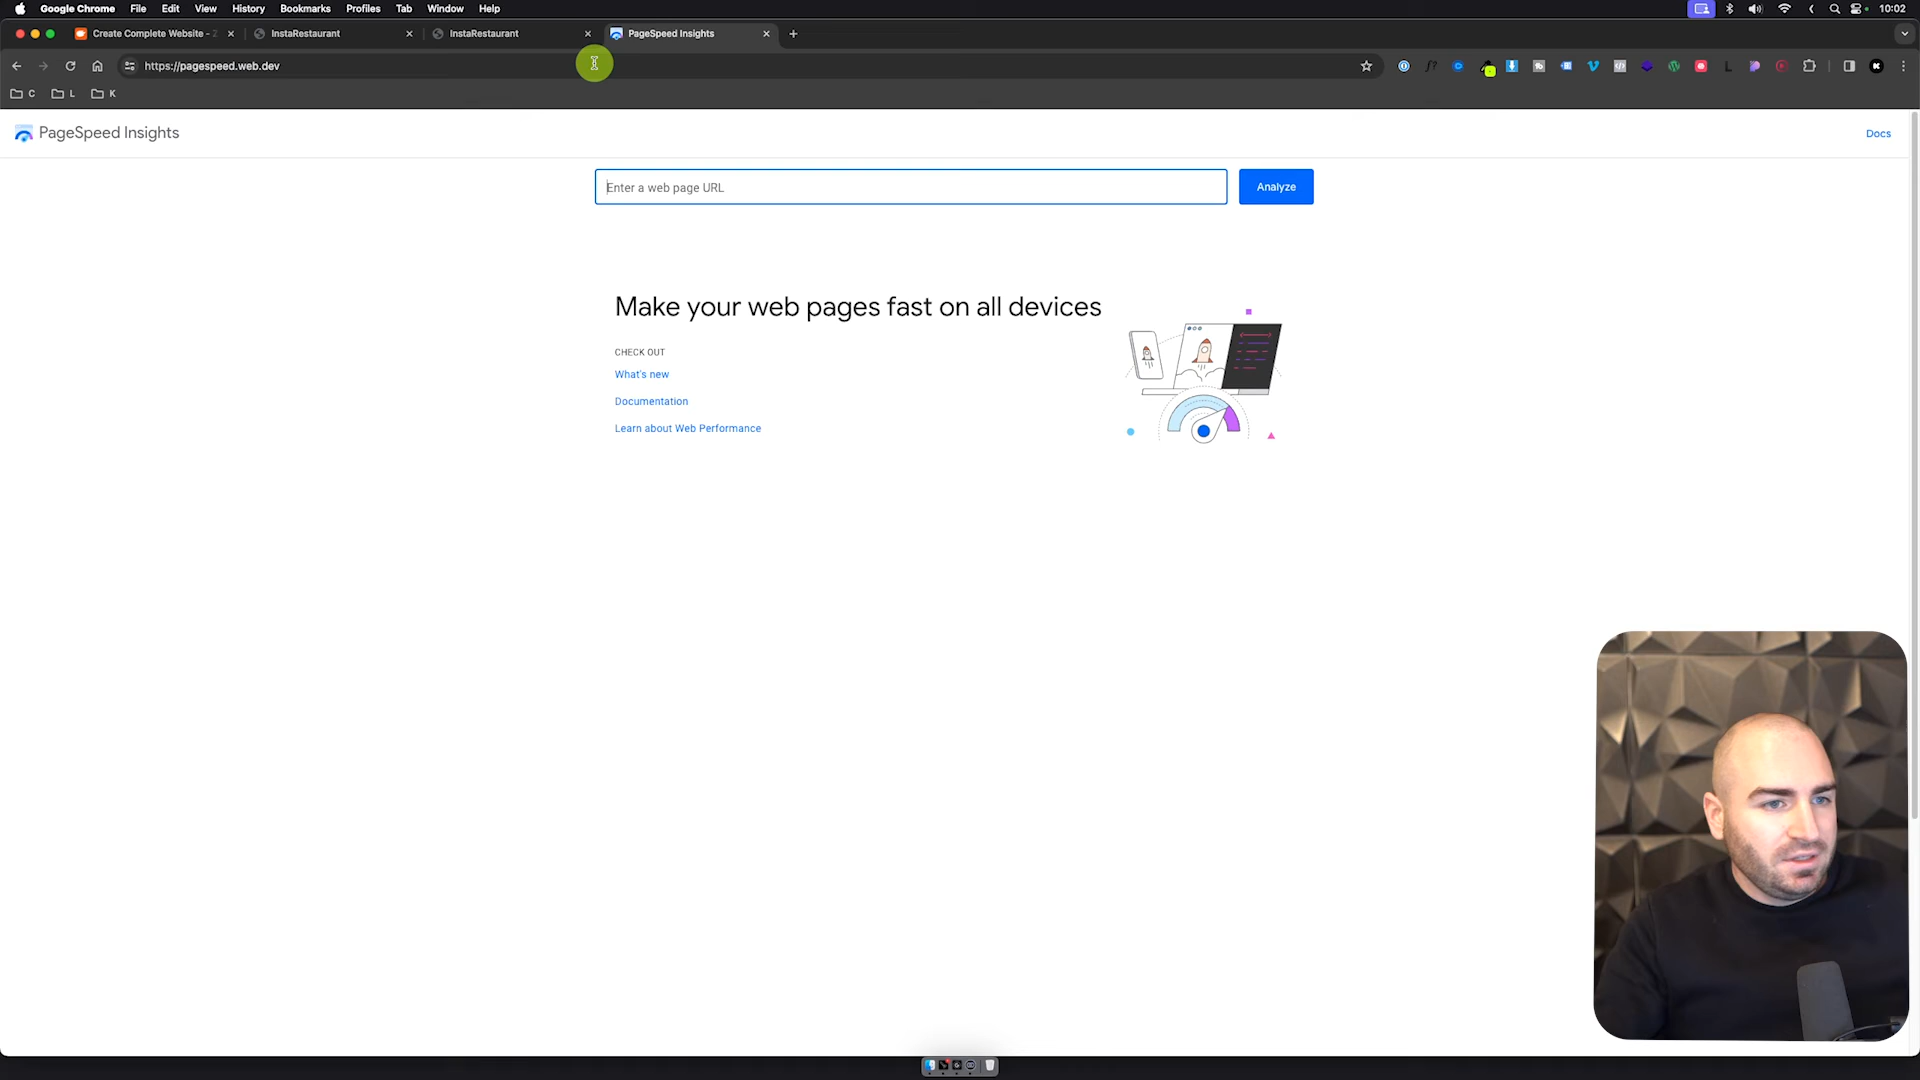 Google Chrome File Edit View History Bookmarks Profiles Tab Window Help 10:02
Create Complete Website - InstaRestaurant InstaRestaurant PageSpeed Insights
https://pagespeed.web.dev
C L K
PageSpeed Insights
Docs
Enter a web page URL
Analyze
Make your web pages fast on all devices
CHECK OUT
What's new
Documentation
Learn about Web Performance